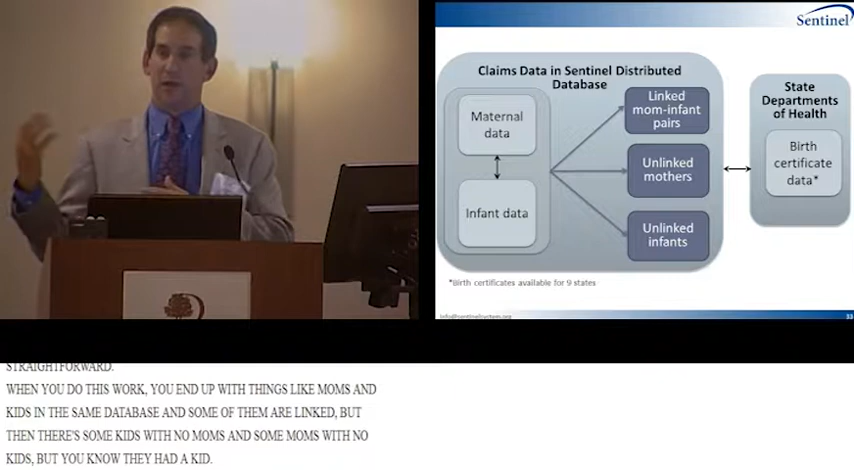 Sentinel
Claims Data in Sentinel Distributed
Database
Maternal
data
Infant data
Linked
mom-infant
pairs
Unlinked
mothers
Unlinked
infants
State
Departments
of Health
Birth
certificate
data*
*Birth certificates available for 9 states
info@sentinelsystem.org
33
STRAIGHTFORWARD.
WHEN YOU DO THIS WORK, YOU END UP WITH THINGS LIKE MOMS AND
KIDS IN THE SAME DATABASE AND SOME OF THEM ARE LINKED, BUT
THEN THERE'S SOME KIDS WITH NO MOMS AND SOME MOMS WITH NO
KIDS, BUT YOU KNOW THEY HAD A KID.